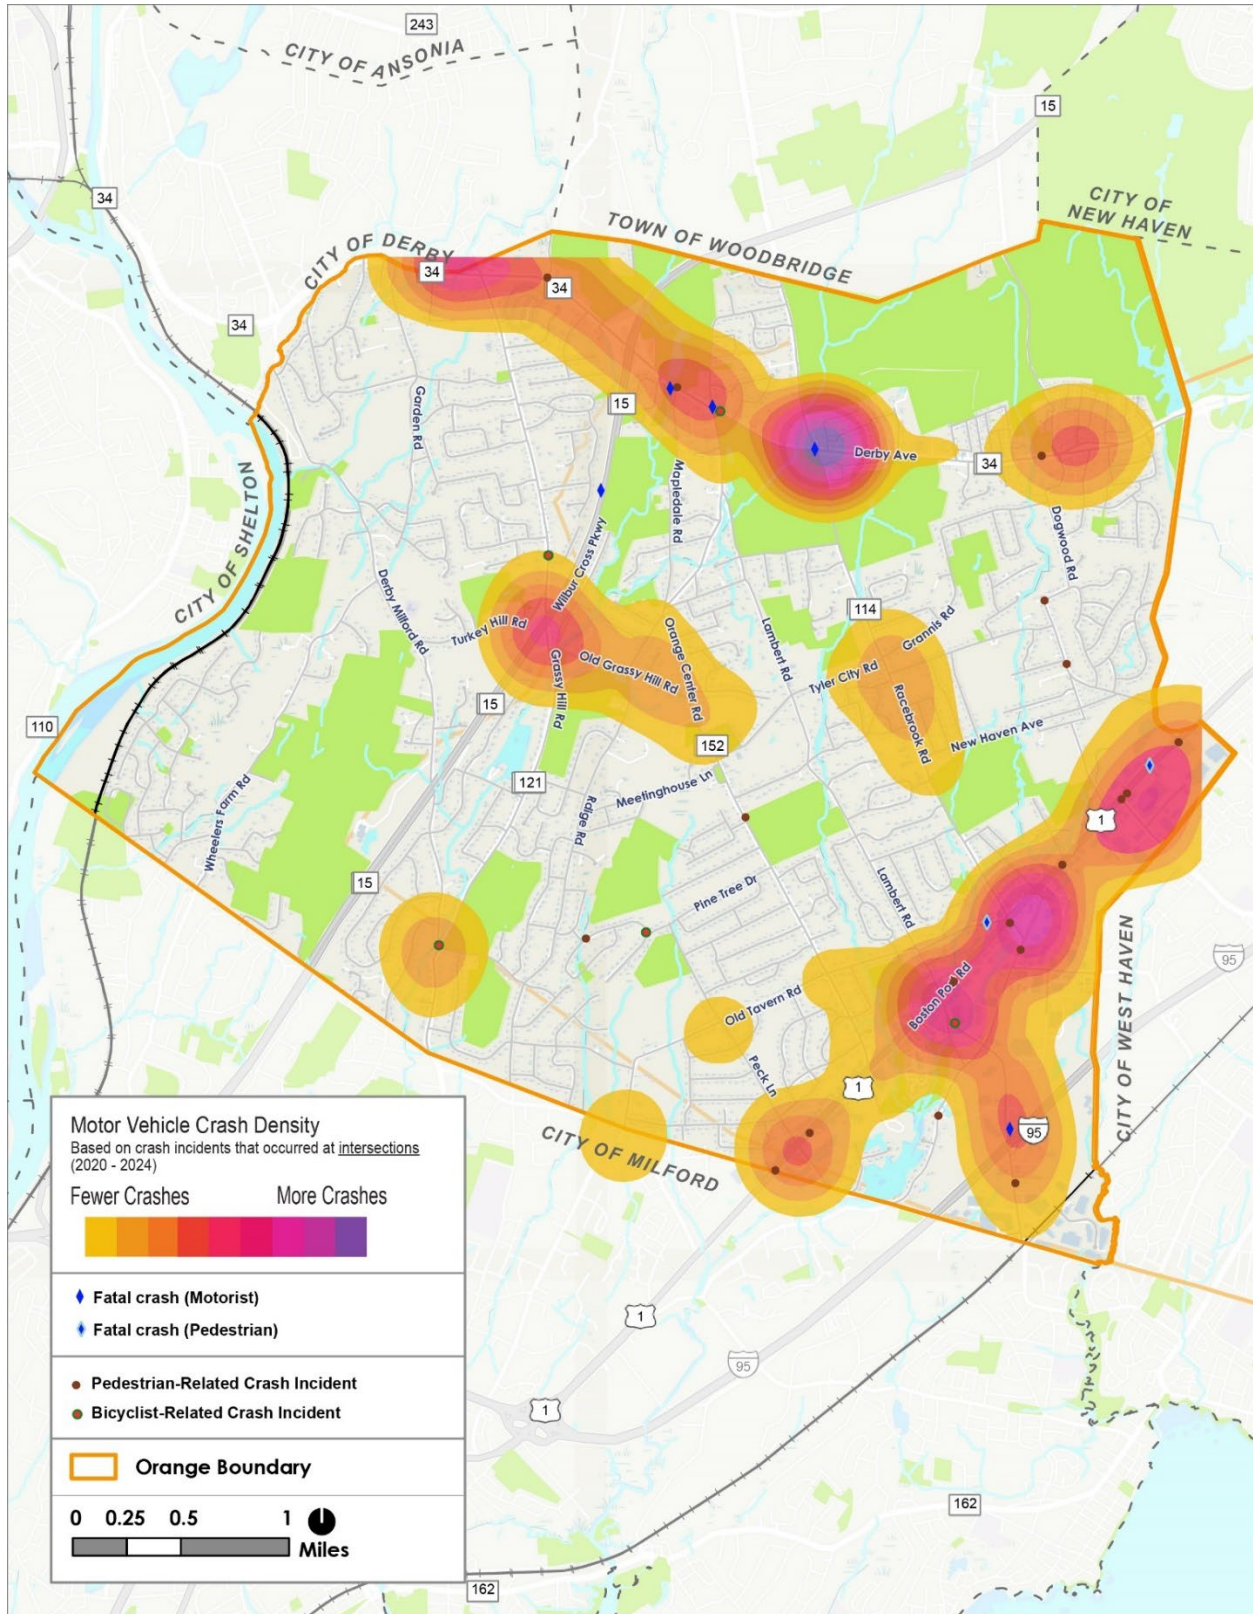 243
CITY OF ANSONIA
15
34
CITY OF
NEW HAVEN
TOWN OF WOODBRIDGE
CITY OF DERBY
34
34
34
15
Garden Rd
Derby Ave
34
Mapledale Rd
CITY OF SHELTON
Dogwood Rd
Wilbur Cross Pkwy
Derby Milford Rd
114
Turkey Hill Rd
Grannis Rd
Orange Center Rd
Lambert Rd
Old Grassy Hill Rd
Grassy Hill Rd
Tyler City Rd
Racebrook Rd
15
110
152
New Haven Ave
121
Meetinghouse Ln
Rdige Rd
Wheelers Farm Rd
1
15
Pine Tree Dr
Lambert Rd
95
Boston Post Rd
Old Tavern Rd
CITY OF WEST HAVEN
Peck Ln
1
95
CITY OF MILFORD
Motor Vehicle Crash Density
Based on crash incidents that occurred at intersections
(2020 - 2024)
Fewer Crashes More Crashes
Fatal crash (Motorist)
Fatal crash (Pedestrian)
Pedestrian-Related Crash Incident
Bicyclist-Related Crash Incident
Orange Boundary
0 0.25 0.5 1
Miles
1
95
1
162
162